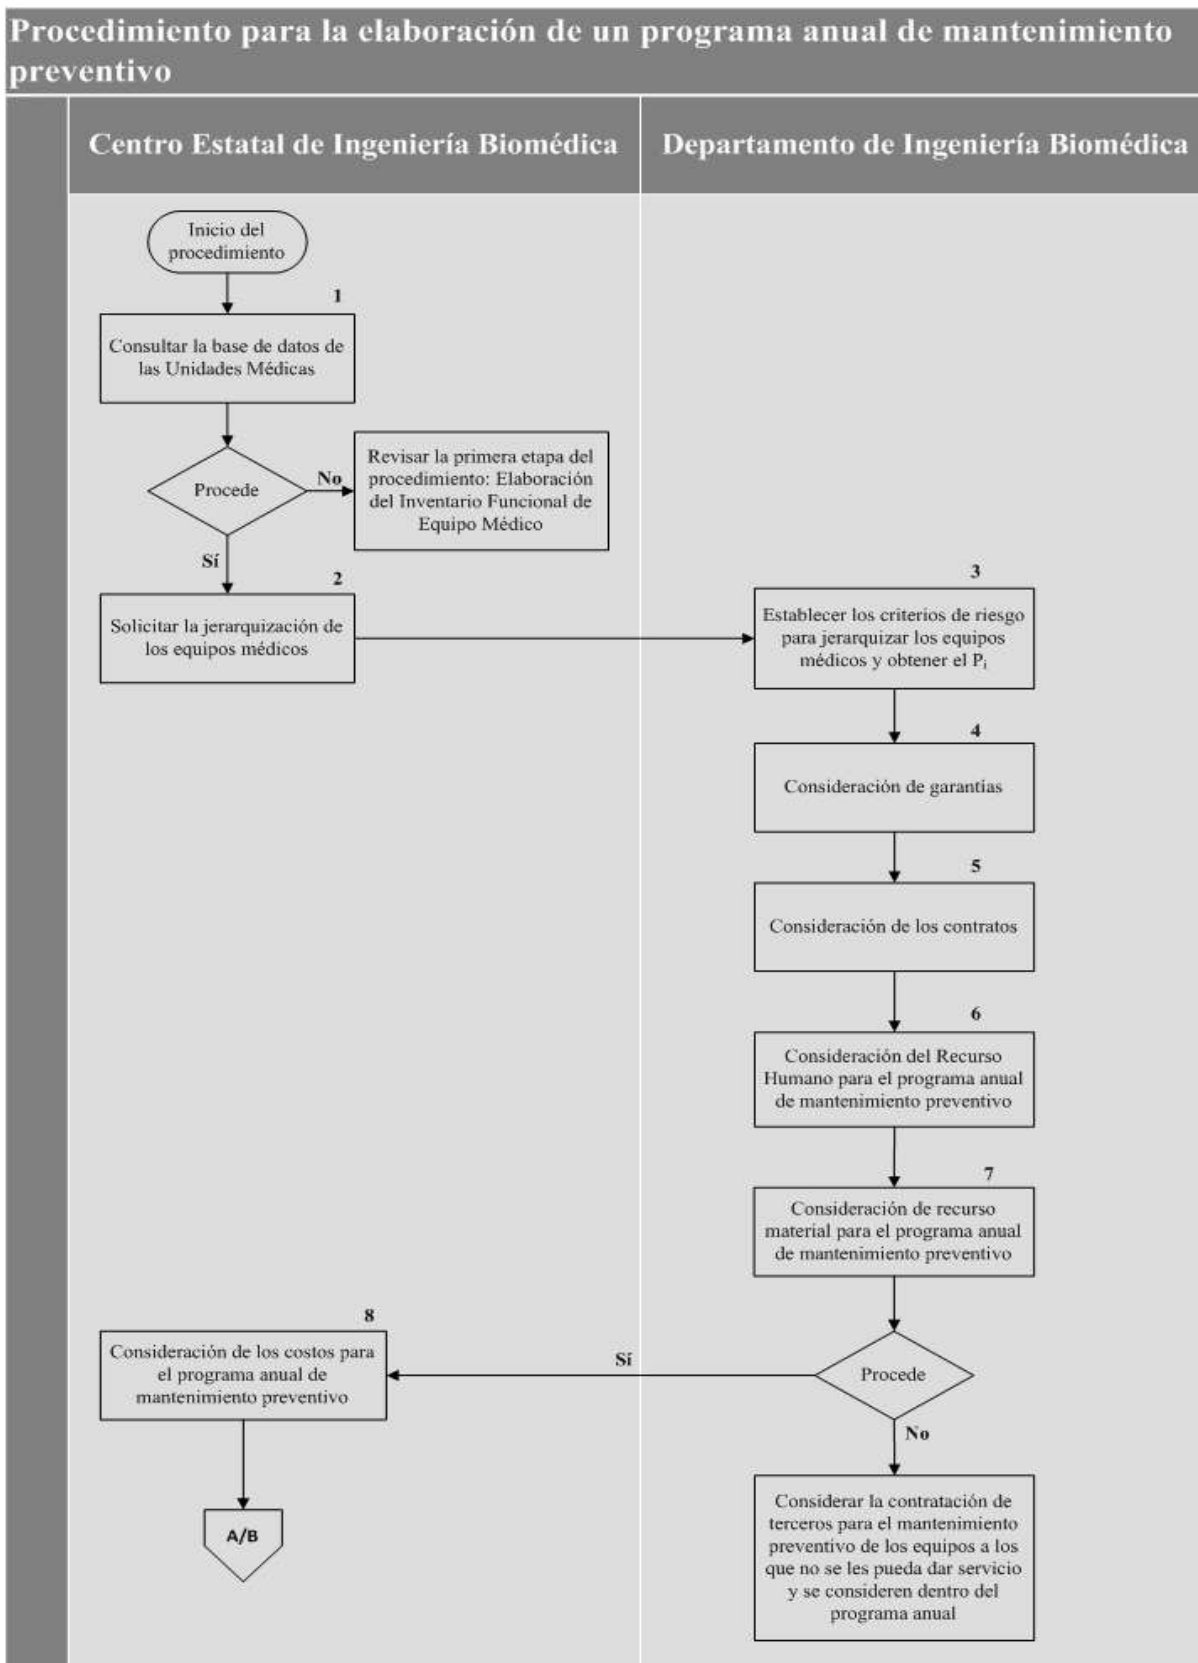 Procedimiento para la elaboración de un programa anual de mantenimiento
preventivo
Centro Estatal de Ingeniería Biomédica
Departamento de Ingeniería Biomédica
Inicio del
procedimiento
1
Consultar la base de datos de
las Unidades Médicas
Procede
No
Revisar la primera etapa del
procedimiento: Elaboración
del Inventario Funcional de
Equipo Médico
Sí
2
Solicitar la jerarquización de
los equipos médicos
3
Establecer los criterios de riesgo
para jerarquizar los equipos
médicos y obtener el Pi
4
Consideración de garantías
5
Consideración de los contratos
6
Consideración del Recurso
Humano para el programa anual
de mantenimiento preventivo
7
Consideración de recurso
material para el programa anual
de mantenimiento preventivo
Procede
Sí
8
Consideración de los costos para
el programa anual de
mantenimiento preventivo
A/B
No
Considerar la contratación de
terceros para el mantenimiento
preventivo de los equipos a los
que no se les pueda dar servicio
y se consideren dentro del
programa anual